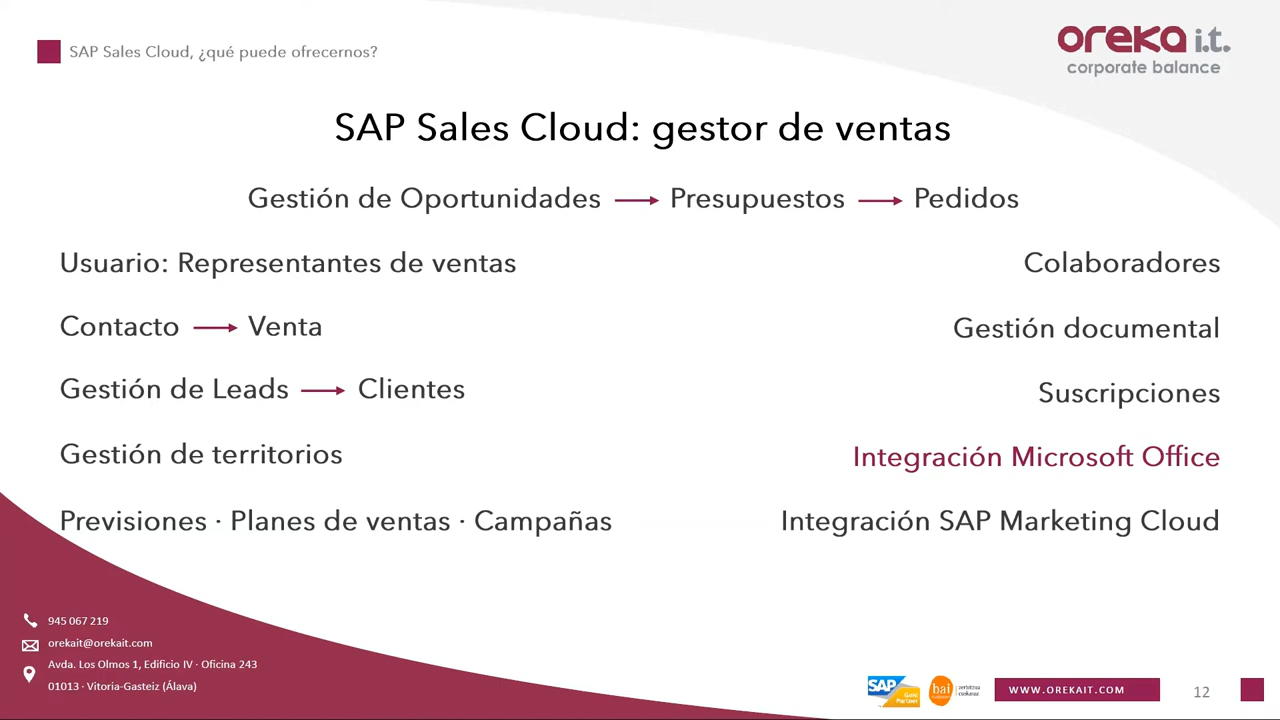 SAP Sales Cloud, ¿qué puede ofrecernos?
oreka i.t.
corporate balance
SAP Sales Cloud: gestor de ventas
Gestión de Oportunidades → Presupuestos → Pedidos
Usuario: Representantes de ventas
Colaboradores
Contacto → Venta
Gestión documental
Gestión de Leads → Clientes
Suscripciones
Gestión de territorios
Integración Microsoft Office
Previsiones · Planes de ventas · Campañas
Integración SAP Marketing Cloud
945 067 219
orekait@orekait.com
Avda. Los Olmos 1, Edificio IV · Oficina 243
01013 · Vitoria-Gasteiz (Álava)
SAP Gold Partner
bai
WWW.OREKAIT.COM
12